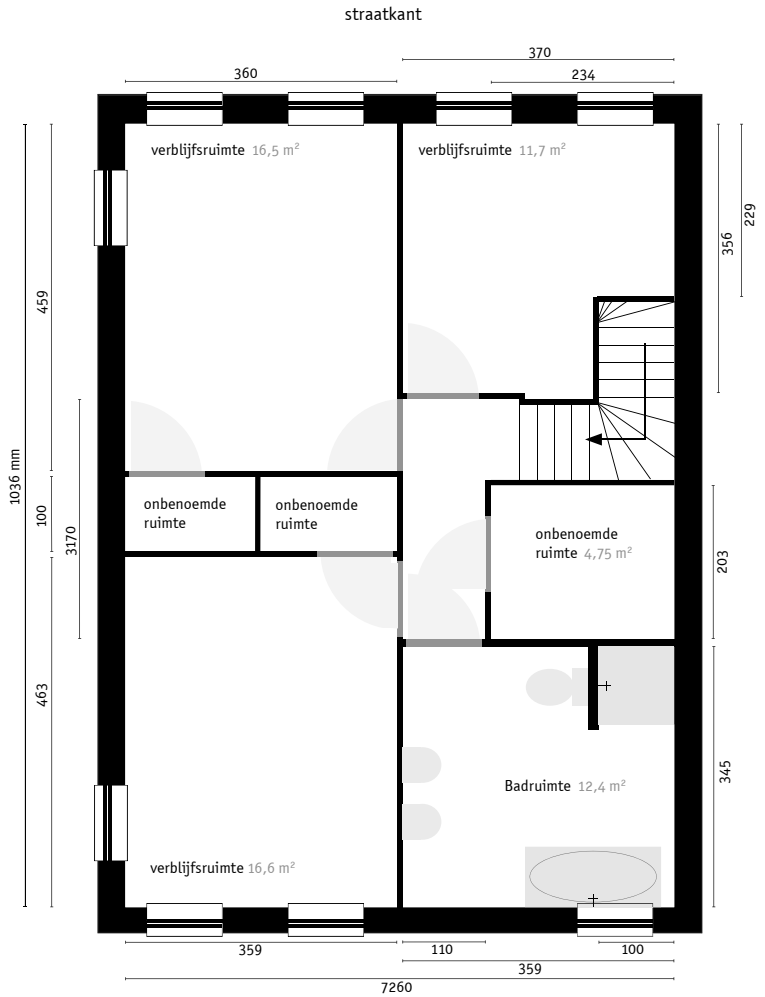 straatkant
370
360
234
verblijfsruimte 16,5 m²
verblijfsruimte 11,7 m²
229
356
459
1036 mm
onbenoemde
ruimte
onbenoemde
ruimte
100
3170
onbenoemde
ruimte 4,75 m²
203
463
345
Badruimte 12,4 m²
verblijfsruimte 16,6 m²
359
110
100
359
7260